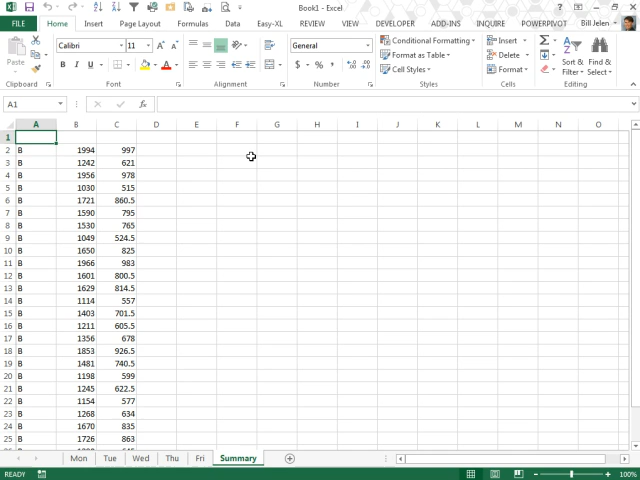 Book1 - Excel
FILE Home Insert Page Layout Formulas Data Easy-XL REVIEW VIEW DEVELOPER ADD-INS INQUIRE POWERPIVOT Bill Jelen
Paste
Calibri 11
B I U
General
$ % ,
Conditional Formatting
Format as Table
Cell Styles
Insert
Delete
Format
Sort & Filter
Find & Select
Clipboard Font Alignment Number Styles Cells Editing
A1 fx
A B C D E F G H I J K L M N O
1
2 B 1994 997
3 B 1242 621
4 B 1956 978
5 B 1030 515
6 B 1721 860.5
7 B 1590 795
8 B 1530 765
9 B 1049 524.5
10 B 1650 825
11 B 1966 983
12 B 1601 800.5
13 B 1629 814.5
14 B 1114 557
15 B 1403 701.5
16 B 1211 605.5
17 B 1356 678
18 B 1853 926.5
19 B 1481 740.5
20 B 1198 599
21 B 1245 622.5
22 B 1154 577
23 B 1268 634
24 B 1670 835
25 B 1726 863
Mon Tue Wed Thu Fri Summary
READY 100%